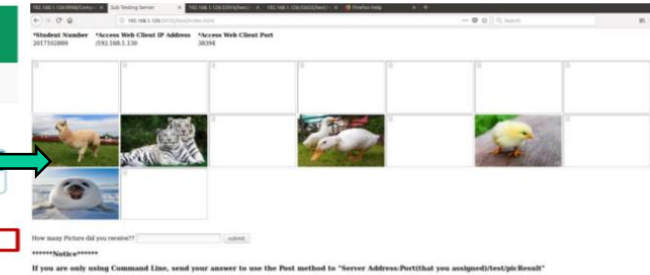 Sub Testing Server
Firefox Help
Search
*Student Number *Access Web Client IP Address *Access Web Client Port
2017102889 /192.168.1.130 38394
How many Picture did you receive?? submit
******Notice******
If you are only using Command Line, send your answer to use the Post method to "Server Address:Port(that you assigned)/test/picResult"